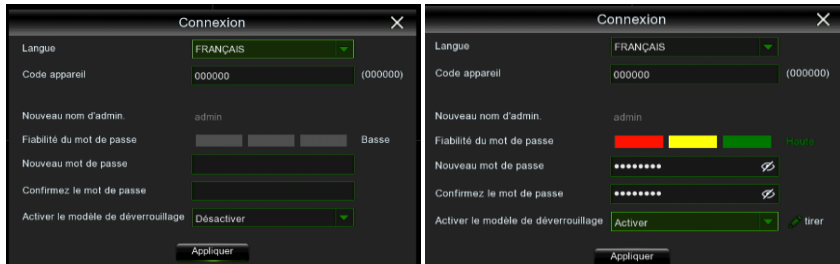 Connexion
Langue FRANÇAIS
Code appareil 000000 (000000)
Nouveau nom d'admin. admin
Fiabilité du mot de passe Basse
Nouveau mot de passe
Confirmez le mot de passe
Activer le modèle de déverrouillage Désactiver
Appliquer
Connexion
Langue FRANÇAIS
Code appareil 000000 (000000)
Nouveau nom d'admin. admin
Fiabilité du mot de passe Haute
Nouveau mot de passe ••••••••
Confirmez le mot de passe ••••••••
Activer le modèle de déverrouillage Activer tirer
Appliquer